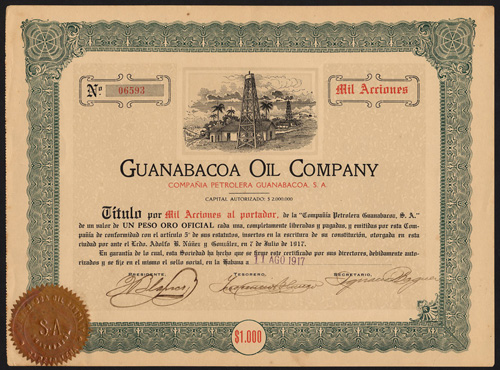 Nº 06593
Mil Acciones
GUANABACOA OIL COMPANY
COMPAÑIA PETROLERA GUANABACOA, S. A.
CAPITAL AUTORIZADO: $ 2.000.000
Título por Mil Acciones al portador, de la "Compañía Petrolera Guanabacoa, S. A."
de un valor de UN PESO ORO OFICIAL cada una, completamente liberadas y pagadas, y emitidas por esta Com-
pañía de conformidad con el artículo 3º de sus estatutos, insertos en la escritura de su constitución, otorgada en esta
ciudad por ante el Ledo. Adolfo B. Núñez y González, en 7 de Julio de 1917.
En garantía de lo cual, esta Sociedad ha hecho que se firme este certificado por sus directores, debidamente auto-
rizados y se fije en el mismo el sello social, en la Habana a 11 AGO 1917
PRESIDENTE,
TESORERO,
SECRETARIO,
S.A.
$1.000